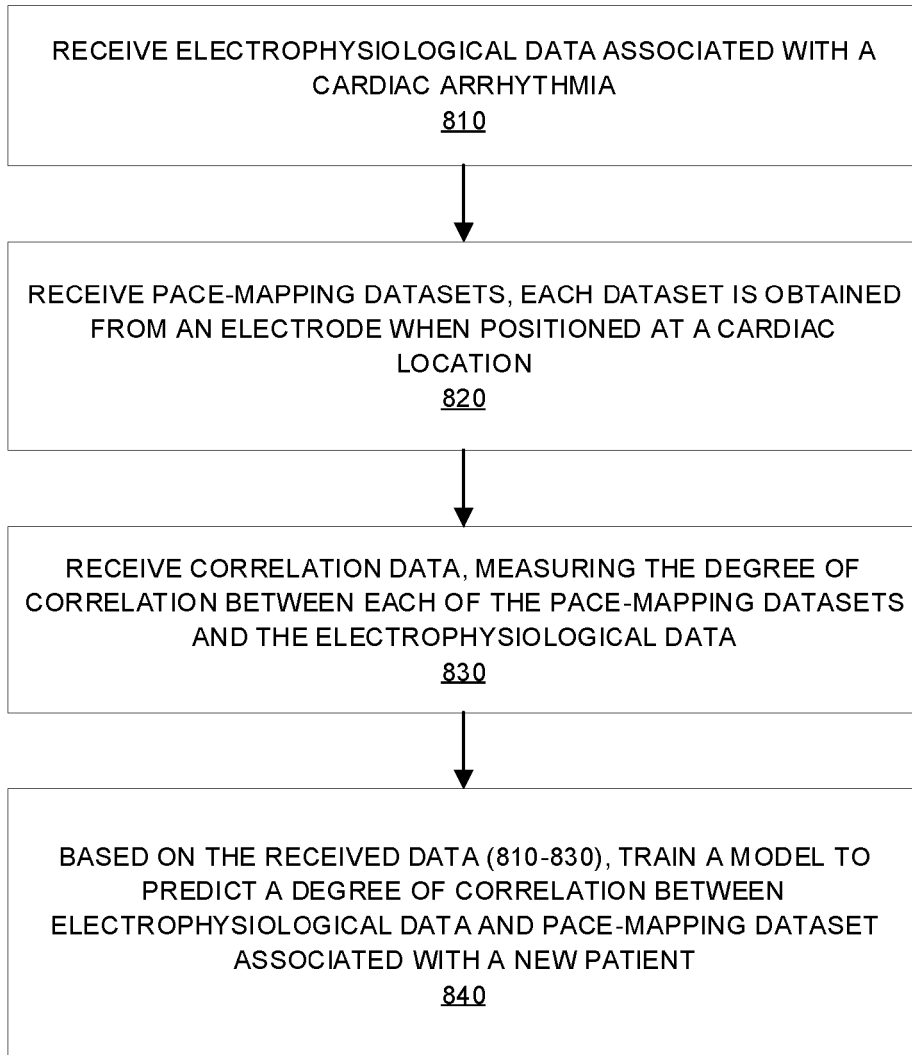 RECEIVE ELECTROPHYSIOLOGICAL DATA ASSOCIATED WITH A
CARDIAC ARRHYTHMIA
810
RECEIVE PACE-MAPPING DATASETS, EACH DATASET IS OBTAINED
FROM AN ELECTRODE WHEN POSITIONED AT A CARDIAC
LOCATION
820
RECEIVE CORRELATION DATA, MEASURING THE DEGREE OF
CORRELATION BETWEEN EACH OF THE PACE-MAPPING DATASETS
AND THE ELECTROPHYSIOLOGICAL DATA
830
BASED ON THE RECEIVED DATA (810-830), TRAIN A MODEL TO
PREDICT A DEGREE OF CORRELATION BETWEEN
ELECTROPHYSIOLOGICAL DATA AND PACE-MAPPING DATASET
ASSOCIATED WITH A NEW PATIENT
840